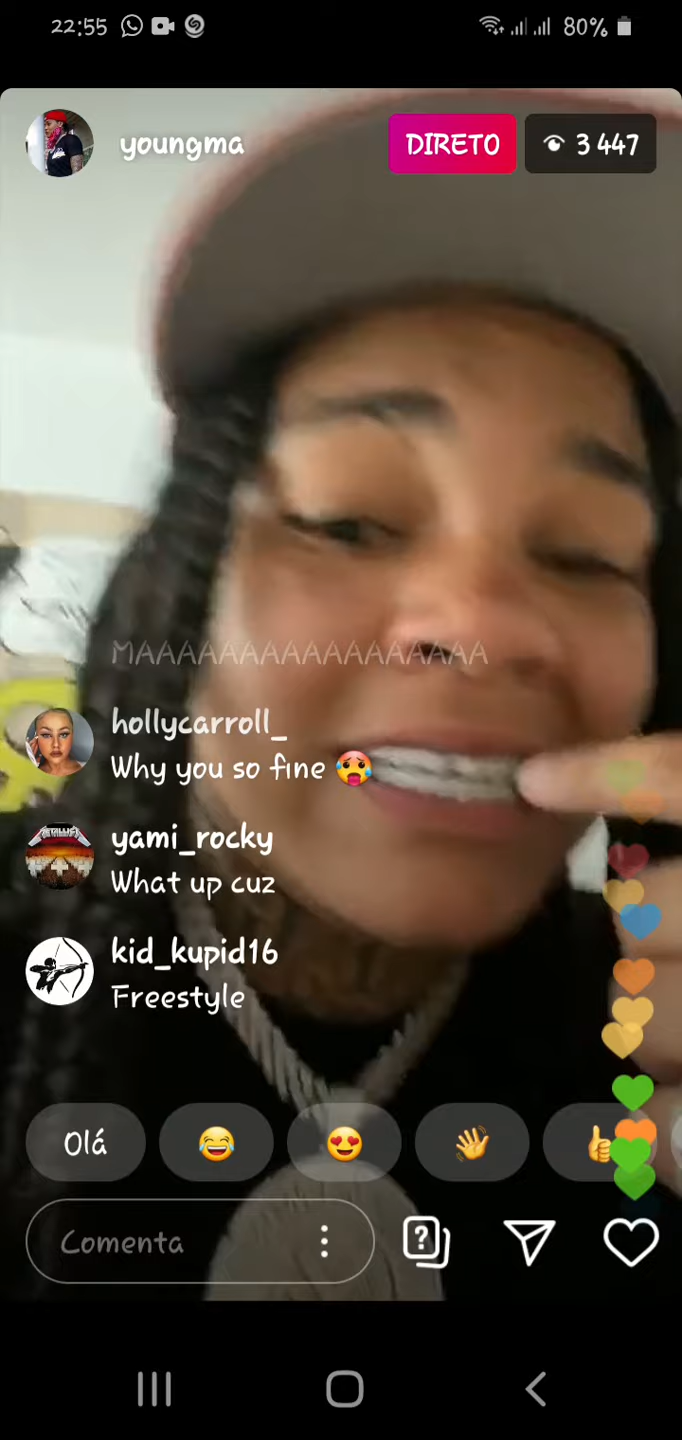 22:55
80%
youngma
DIRETO
3 447
MAAAAAAAAAAAAAAAAAA
hollycarroll_
Why you so fine 🥵
yami_rocky
What up cuz
kid_kupid16
Freestyle
Olá
Comenta